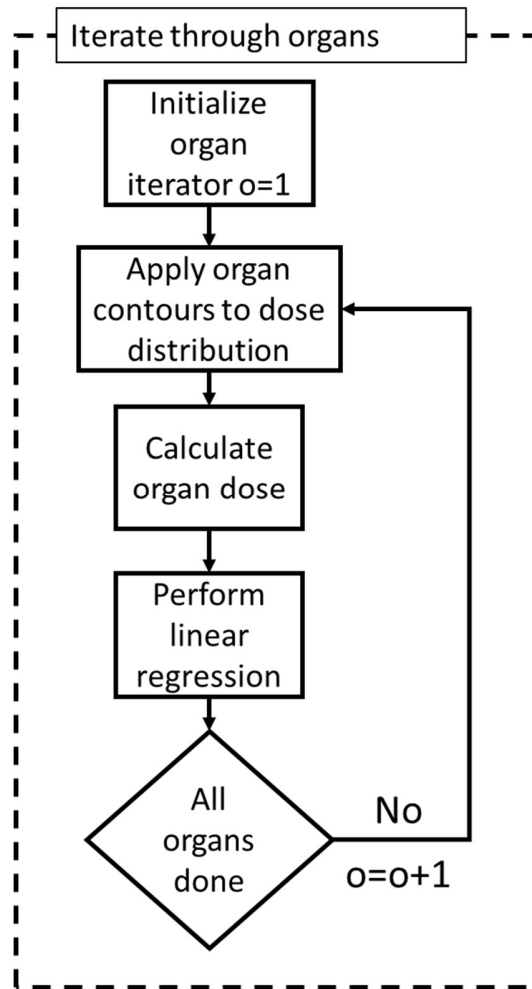 Iterate through organs
Initialize
organ
iterator o=1
Apply organ
contours to dose
distribution
Calculate
organ dose
Perform
linear
regression
All
organs
done
No
o=o+1